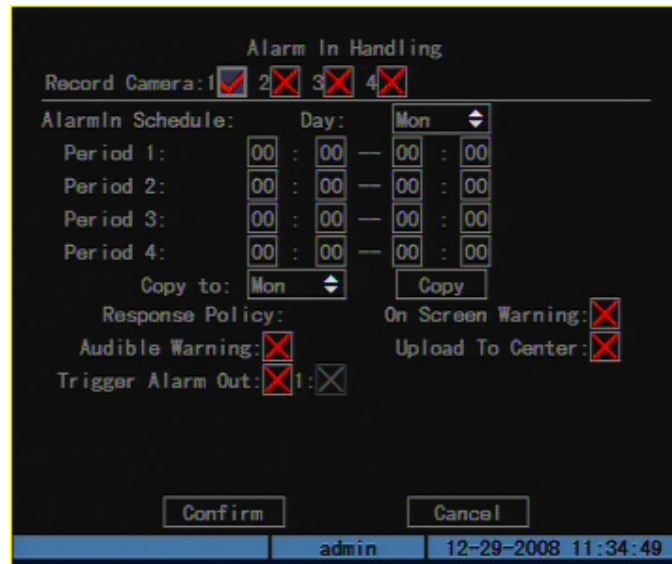 Alarm In Handling
Record Camera:1 2 3 4
AlarmIn Schedule: Day: Mon
Period 1: 00 : 00 — 00 : 00
Period 2: 00 : 00 — 00 : 00
Period 3: 00 : 00 — 00 : 00
Period 4: 00 : 00 — 00 : 00
Copy to: Mon Copy
Response Policy: On Screen Warning:
Audible Warning: Upload To Center:
Trigger Alarm Out: 1:
Confirm Cancel
admin 12-29-2008 11:34:49